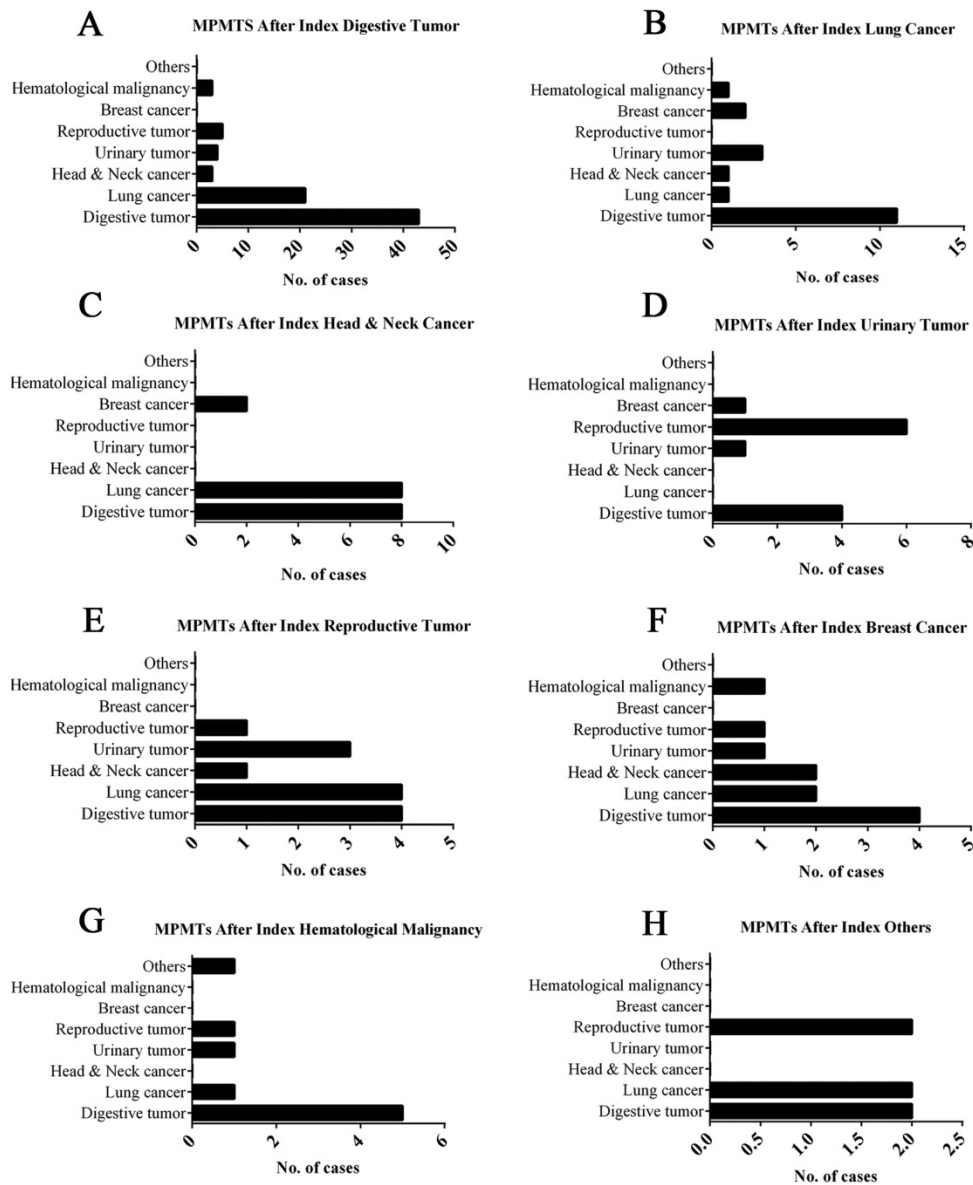 A
MPMTS After Index Digestive Tumor
Others
Hematological malignancy
Breast cancer
Reproductive tumor
Urinary tumor
Head & Neck cancer
Lung cancer
Digestive tumor
0 10 20 30 40 50
No. of cases
B
MPMTs After Index Lung Cancer
Others
Hematological malignancy
Breast cancer
Reproductive tumor
Urinary tumor
Head & Neck cancer
Lung cancer
Digestive tumor
0 5 10 15
No. of cases
C
MPMTs After Index Head & Neck Cancer
Others
Hematological malignancy
Breast cancer
Reproductive tumor
Urinary tumor
Head & Neck cancer
Lung cancer
Digestive tumor
0 2 4 6 8 10
No. of cases
D
MPMTs After Index Urinary Tumor
Others
Hematological malignancy
Breast cancer
Reproductive tumor
Urinary tumor
Head & Neck cancer
Lung cancer
Digestive tumor
0 2 4 6 8
No. of cases
E
MPMTs After Index Reproductive Tumor
Others
Hematological malignancy
Breast cancer
Reproductive tumor
Urinary tumor
Head & Neck cancer
Lung cancer
Digestive tumor
0 1 2 3 4 5
No. of cases
F
MPMTs After Index Breast Cancer
Others
Hematological malignancy
Breast cancer
Reproductive tumor
Urinary tumor
Head & Neck cancer
Lung cancer
Digestive tumor
0 1 2 3 4 5
No. of cases
G
MPMTs After Index Hematological Malignancy
Others
Hematological malignancy
Breast cancer
Reproductive tumor
Urinary tumor
Head & Neck cancer
Lung cancer
Digestive tumor
0 2 4 6
No. of cases
H
MPMTs After Index Others
Others
Hematological malignancy
Breast cancer
Reproductive tumor
Urinary tumor
Head & Neck cancer
Lung cancer
Digestive tumor
0.0 0.5 1.0 1.5 2.0 2.5
No. of cases